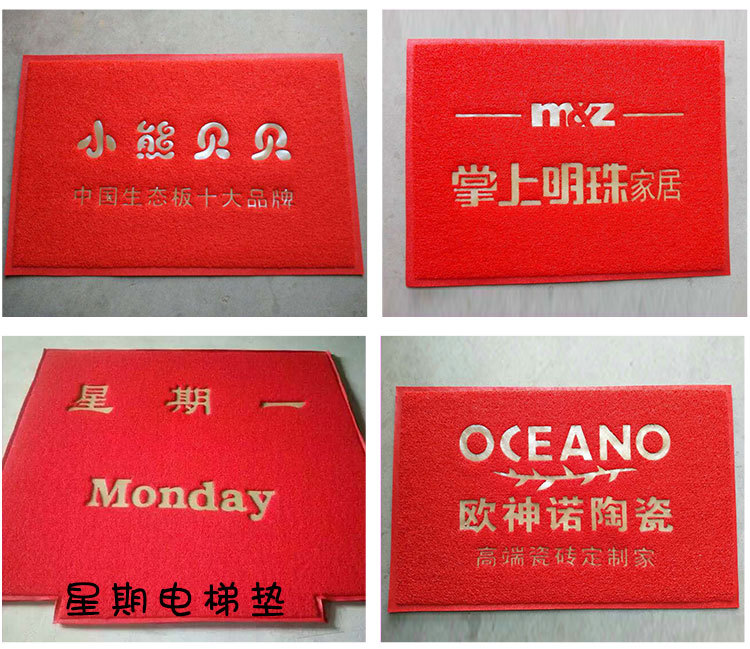 小熊贝贝
中国生态板十大品牌
m&z
掌上明珠家居
星期一
Monday
星期电梯垫
OCEANO
欧神诺陶瓷
高端瓷砖定制家